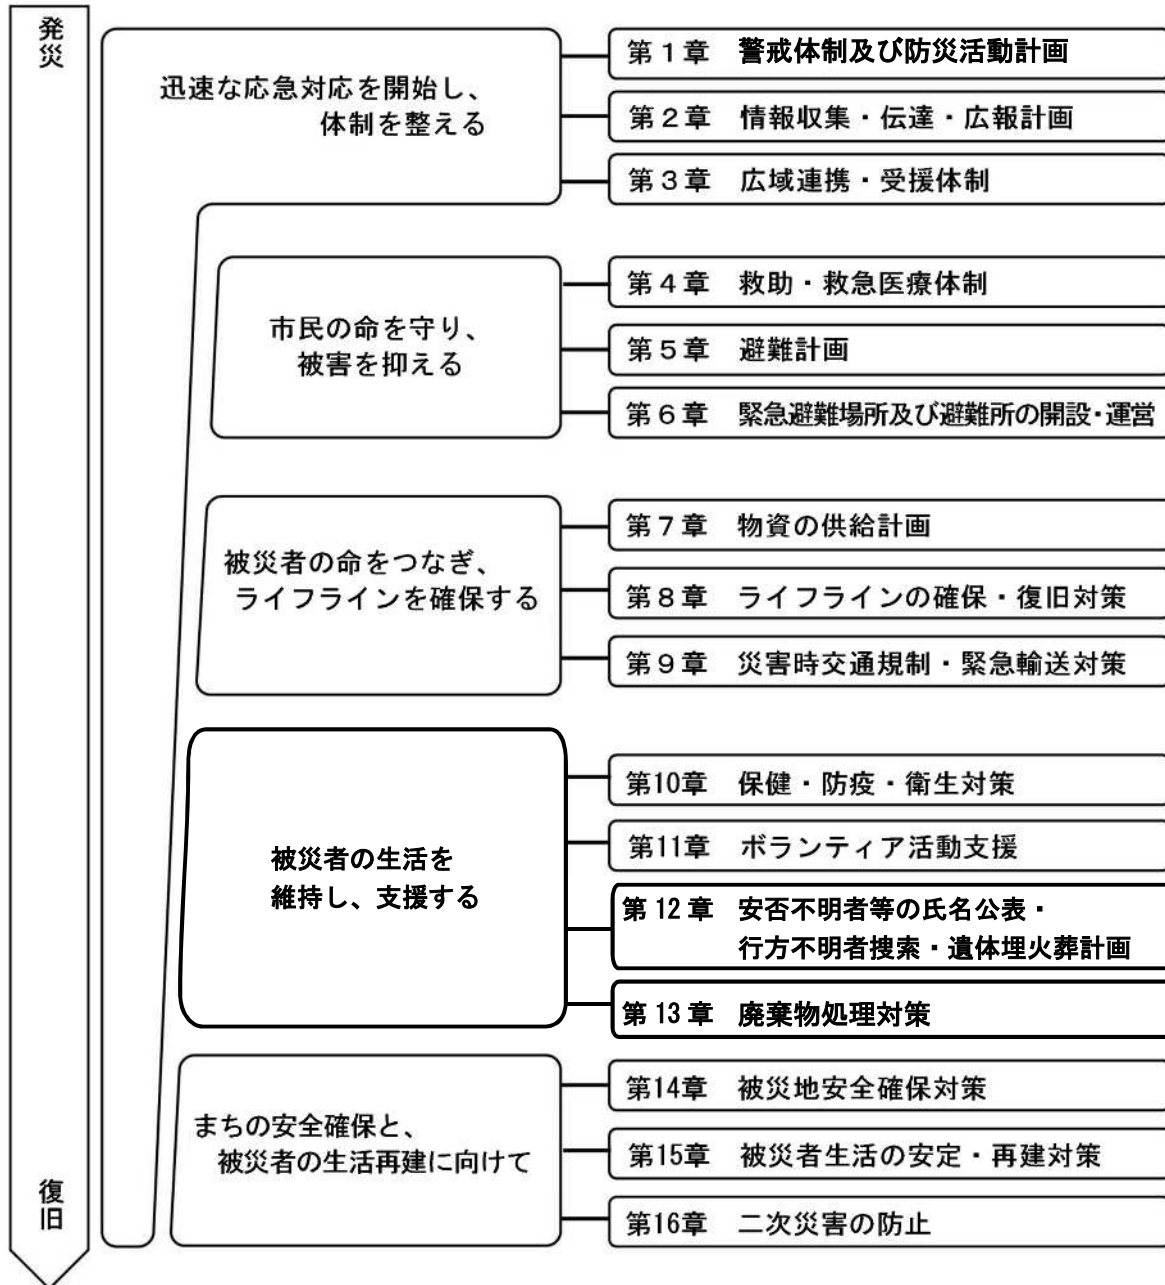 発災
迅速な応急対応を開始し、
体制を整える
第１章　警戒体制及び防災活動計画
第２章　情報収集・伝達・広報計画
第３章　広域連携・受援体制
市民の命を守り、
被害を抑える
第４章　救助・救急医療体制
第５章　避難計画
第６章　緊急避難場所及び避難所の開設・運営
被災者の命をつなぎ、
ライフラインを確保する
第７章　物資の供給計画
第８章　ライフラインの確保・復旧対策
第９章　災害時交通規制・緊急輸送対策
被災者の生活を
維持し、支援する
第10章　保健・防疫・衛生対策
第11章　ボランティア活動支援
第 12 章　安否不明者等の氏名公表・
行方不明者捜索・遺体埋火葬計画
第 13 章　廃棄物処理対策
まちの安全確保と、
被災者の生活再建に向けて
第14章　被災地安全確保対策
第15章　被災者生活の安定・再建対策
第16章　二次災害の防止
復旧